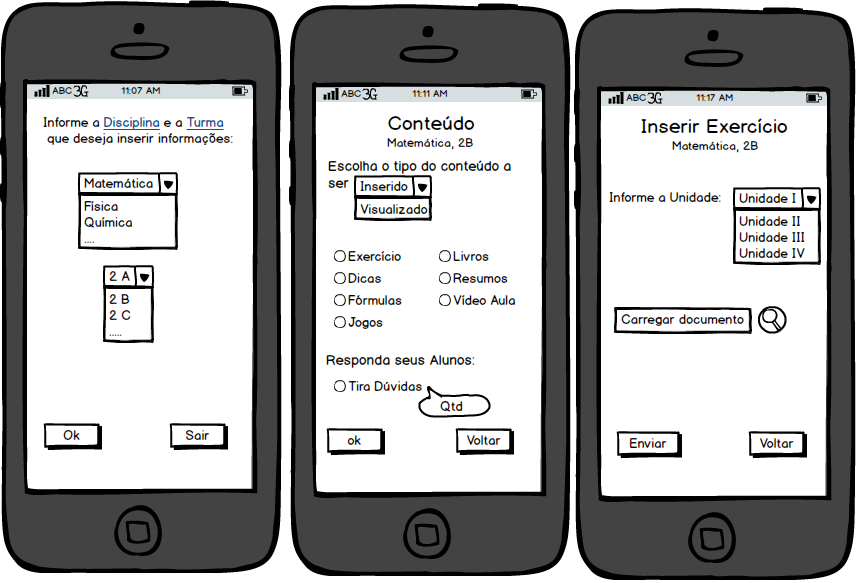 ABC 3G 11:07 AM
Informe a Disciplina e a Turma
que deseja inserir informações:
Matemática
Física
Química
....
2 A
2 B
2 C
.....
Ok Sair
ABC 3G 11:11 AM
Conteúdo
Matemática, 2B
Escolha o tipo do conteúdo a
ser Inserido
Visualizado
Exercício Livros
Dicas Resumos
Fórmulas Vídeo Aula
Jogos
Responda seus Alunos:
Tira Dúvidas
Qtd
ok Voltar
ABC 3G 11:17 AM
Inserir Exercício
Matemática, 2B
Informe a Unidade: Unidade I
Unidade II
Unidade III
Unidade IV
Carregar documento
Enviar Voltar